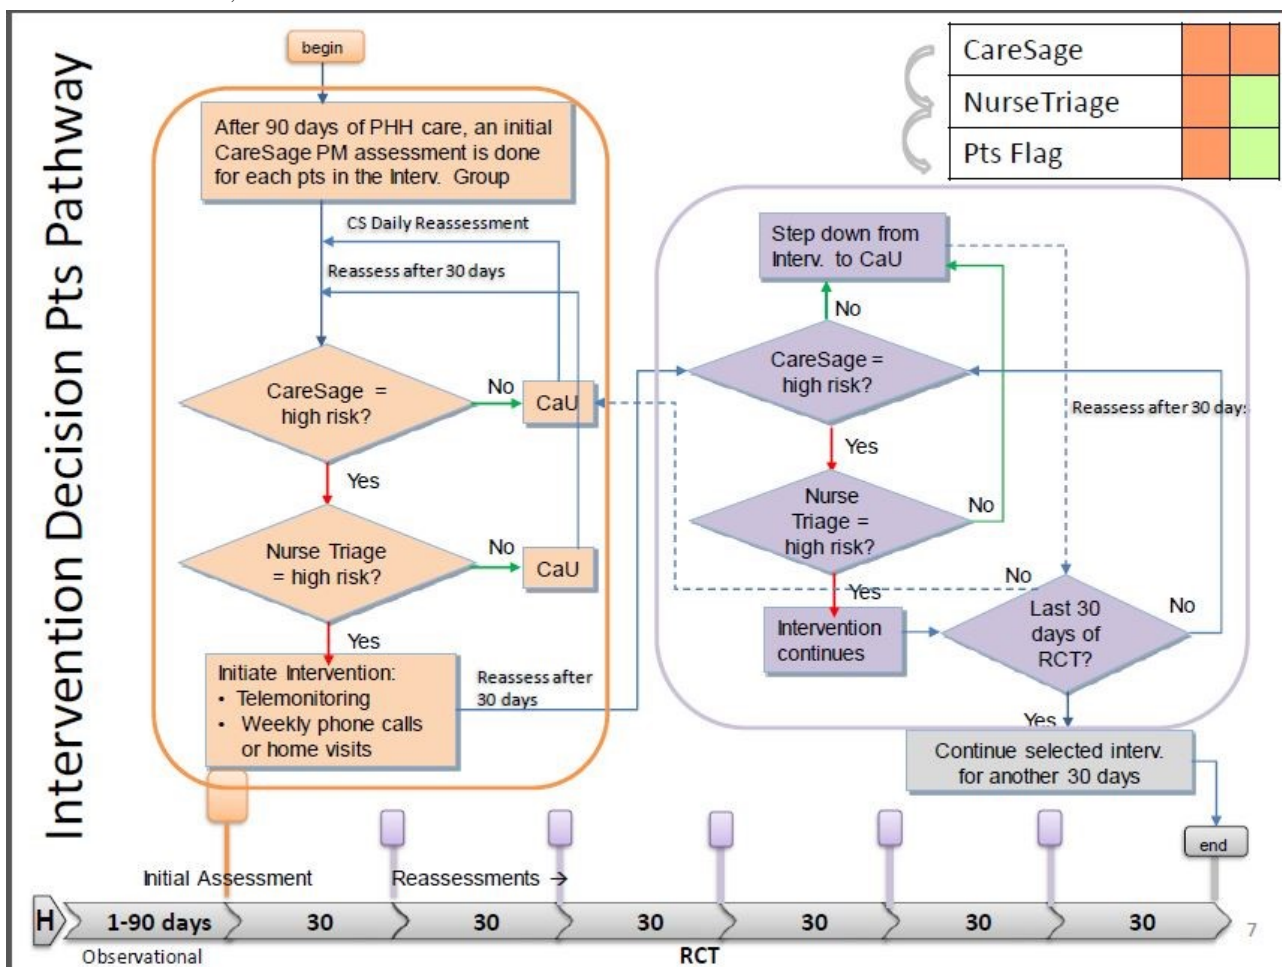 Intervention Decision Pts Pathway
begin
After 90 days of PHH care, an initial
CareSage PM assessment is done
for each pts in the Interv. Group
CS Daily Reassessment
Reassess after 30 days
CareSage =
high risk?
No
CaU
Yes
Nurse Triage
= high risk?
No
CaU
Yes
Initiate Intervention:
• Telemonitoring
• Weekly phone calls
or home visits
Reassess after
30 days
CareSage
NurseTriage
Pts Flag
Step down from
Interv. to CaU
No
CareSage =
high risk?
Reassess after 30 days
Yes
Nurse
Triage =
high risk?
No
Yes
Intervention
continues
No
Last 30
days of
RCT?
No
Yes
Continue selected interv.
for another 30 days
end
Initial Assessment
Reassessments →
H
1-90 days
30
30
30
30
30
30
Observational
RCT
7